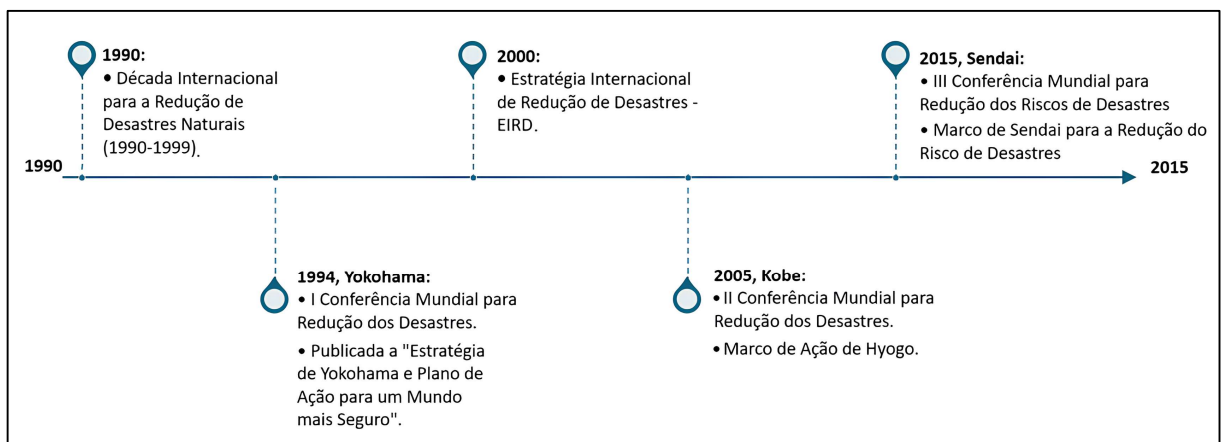 1990:
• Década Internacional
para a Redução de
Desastres Naturais
(1990-1999).
2000:
• Estratégia Internacional
de Redução de Desastres -
EIRD.
2015, Sendai:
• III Conferência Mundial para
Redução dos Riscos de Desastres
• Marco de Sendai para a Redução do
Risco de Desastres
1990
2015
1994, Yokohama:
• I Conferência Mundial para
Redução dos Desastres.
• Publicada a "Estratégia
de Yokohama e Plano de
Ação para um Mundo
mais Seguro".
2005, Kobe:
• II Conferência Mundial para
Redução dos Desastres.
• Marco de Ação de Hyogo.